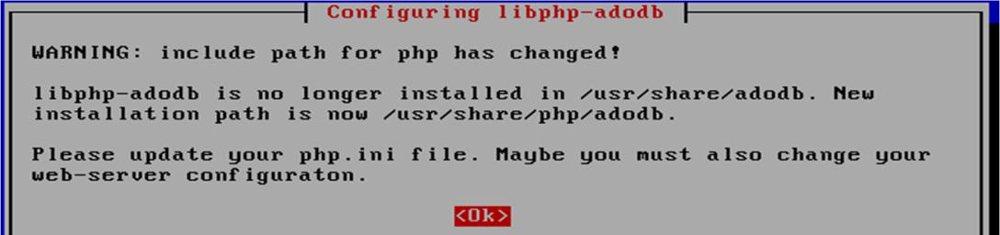 Configuring libphp-adodb
WARNING: include path for php has changed!
libphp-adodb is no longer installed in /usr/share/adodb. New
installation path is now /usr/share/php/adodb.
Please update your php.ini file. Maybe you must also change your
web-server configuraton.
<Ok>